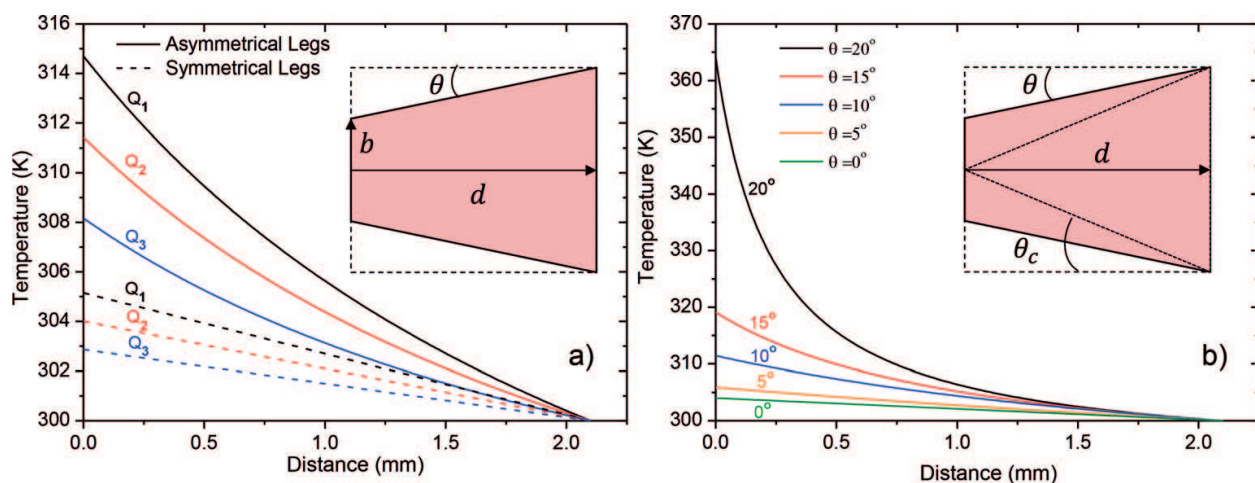 316
314
312
310
308
306
304
302
300
Temperature (K)
Asymmetrical Legs
Symmetrical Legs
Q1
Q2
Q3
Q1
Q2
Q3
θ
b
d
a)
0.0 0.5 1.0 1.5 2.0
Distance (mm)
370
360
350
340
330
320
310
300
Temperature (K)
θ =20°
θ =15°
θ =10°
θ =5°
θ =0°
20°
15°
10°
5°
0°
θ
d
θc
b)
0.0 0.5 1.0 1.5 2.0
Distance (mm)